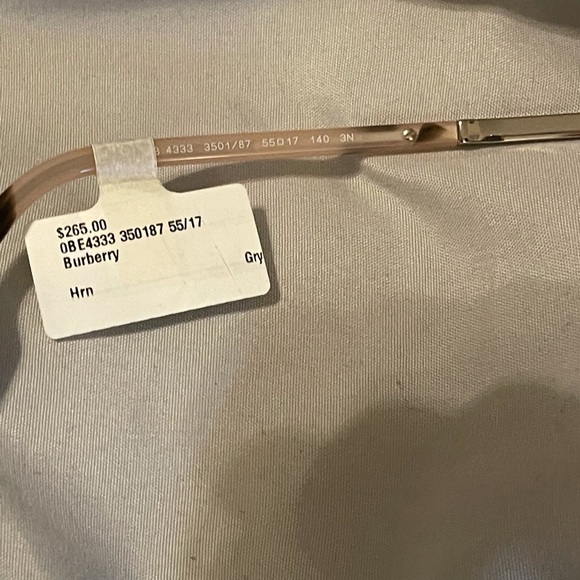 B 4333 3501/87 55□17 140 3N
$265.00
0BE4333 350187 55/17
Burberry
Gry
Hrn